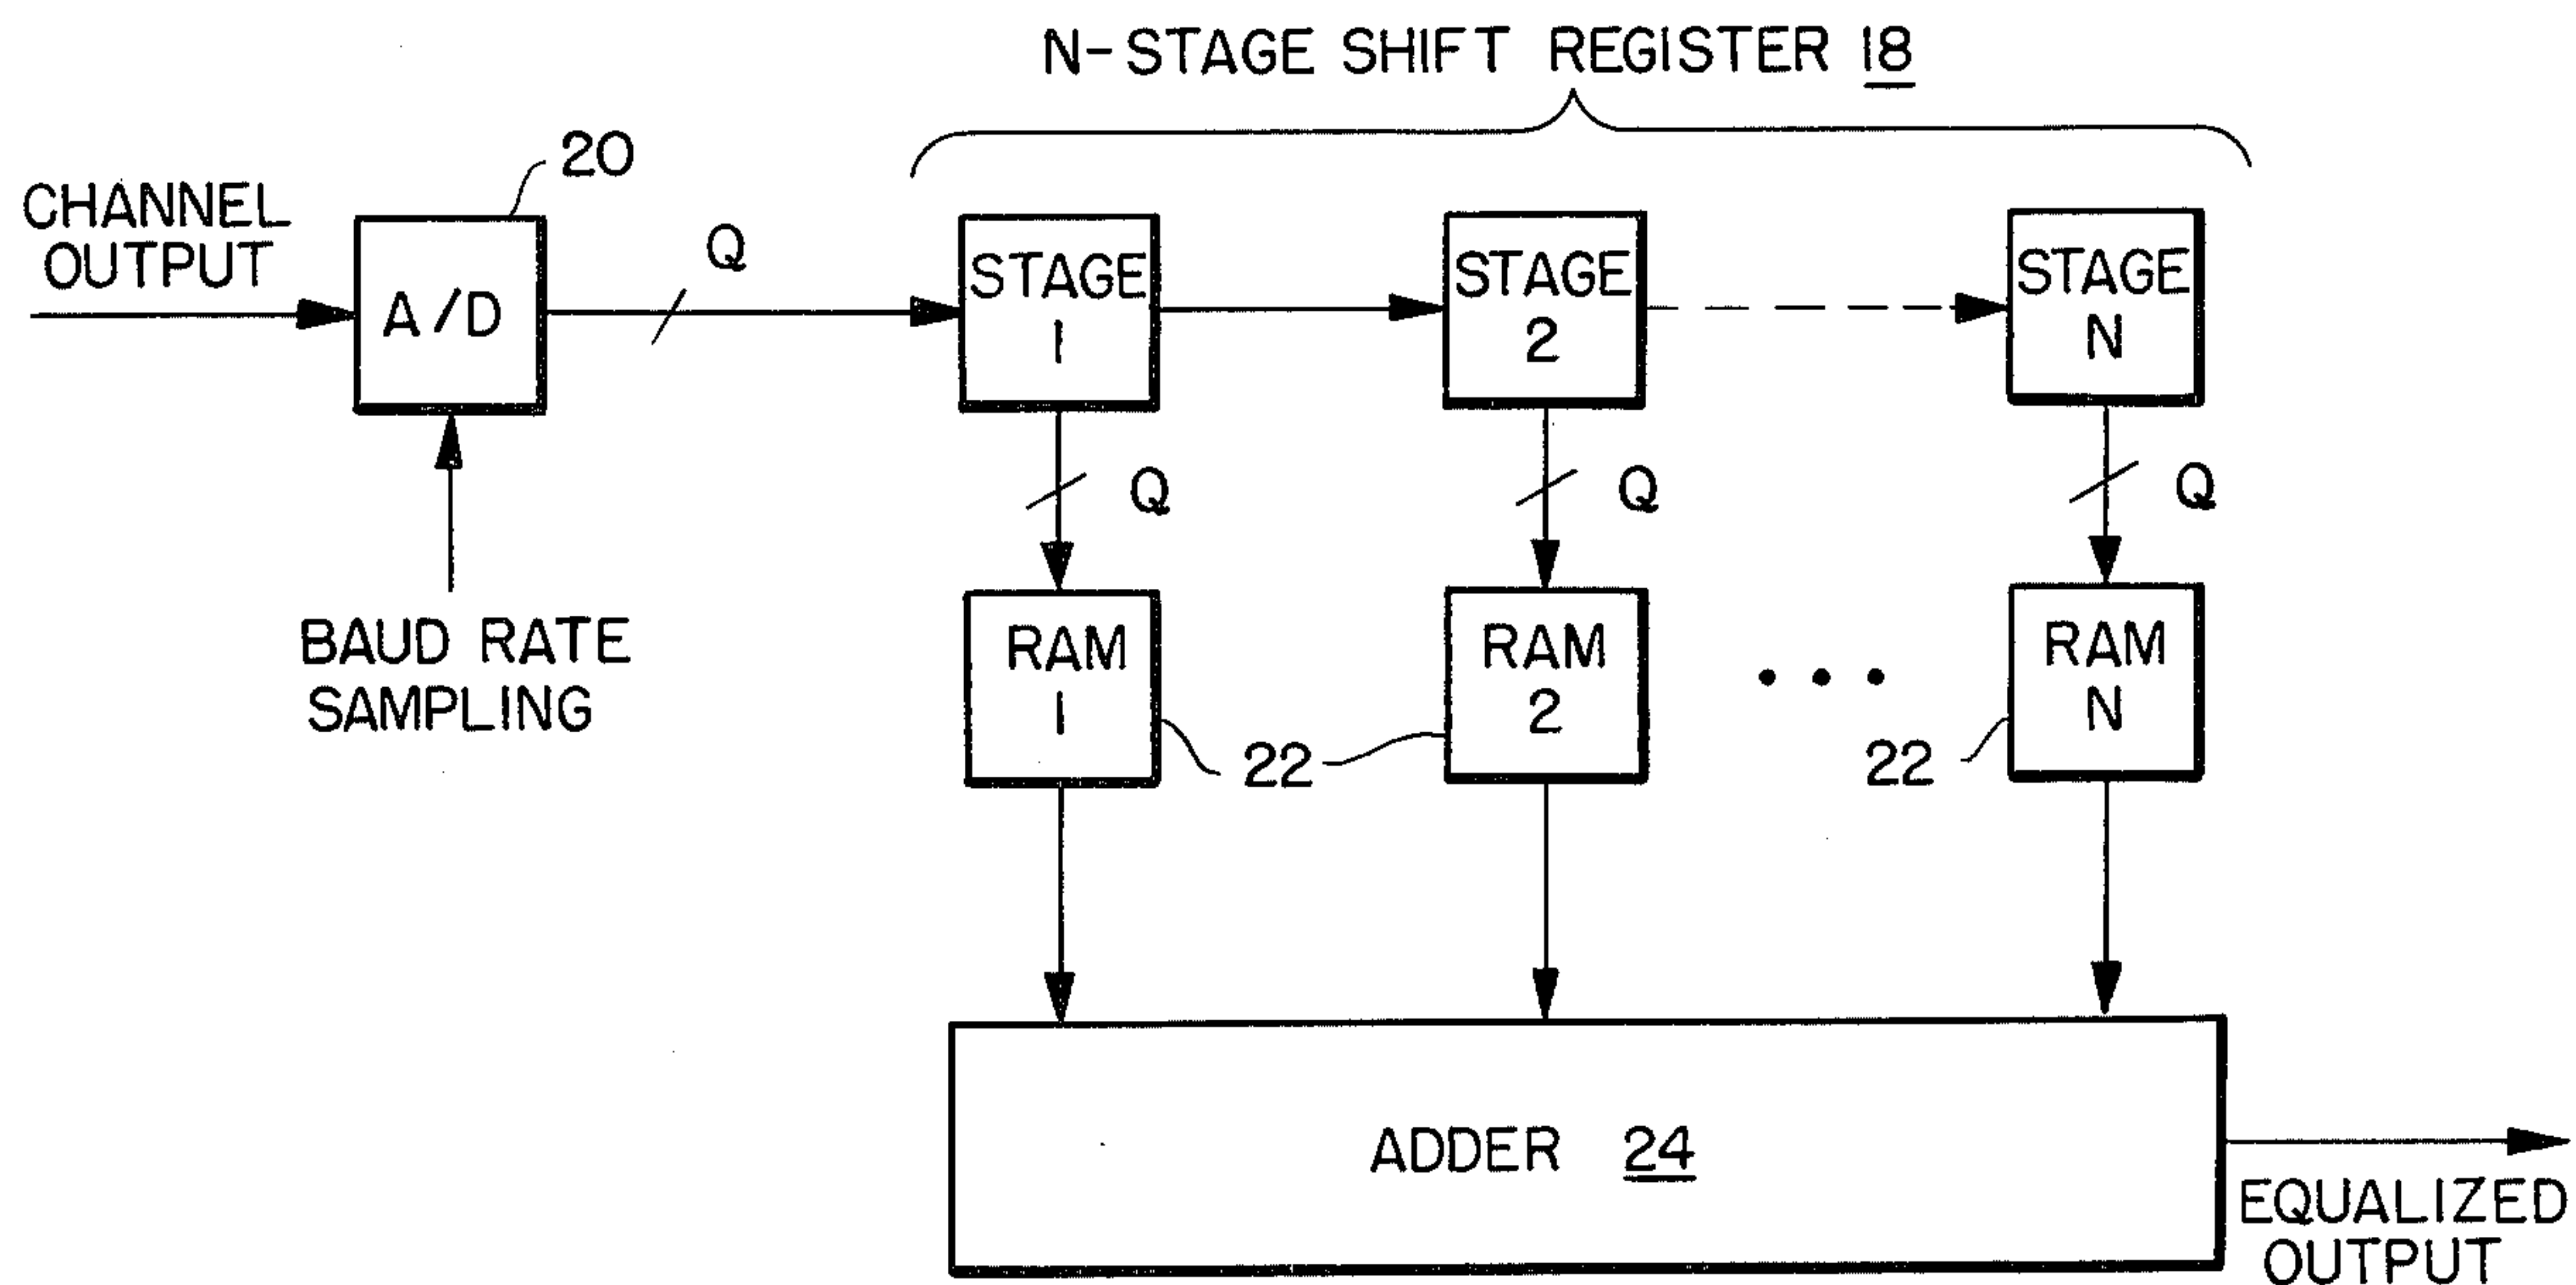 N-STAGE SHIFT REGISTER 18
20
CHANNEL
OUTPUT
A/D
Q
STAGE
1
STAGE
2
STAGE
N
Q
Q
Q
BAUD RATE
SAMPLING
RAM
1
RAM
2
• • •
RAM
N
22
22
ADDER 24
EQUALIZED
OUTPUT